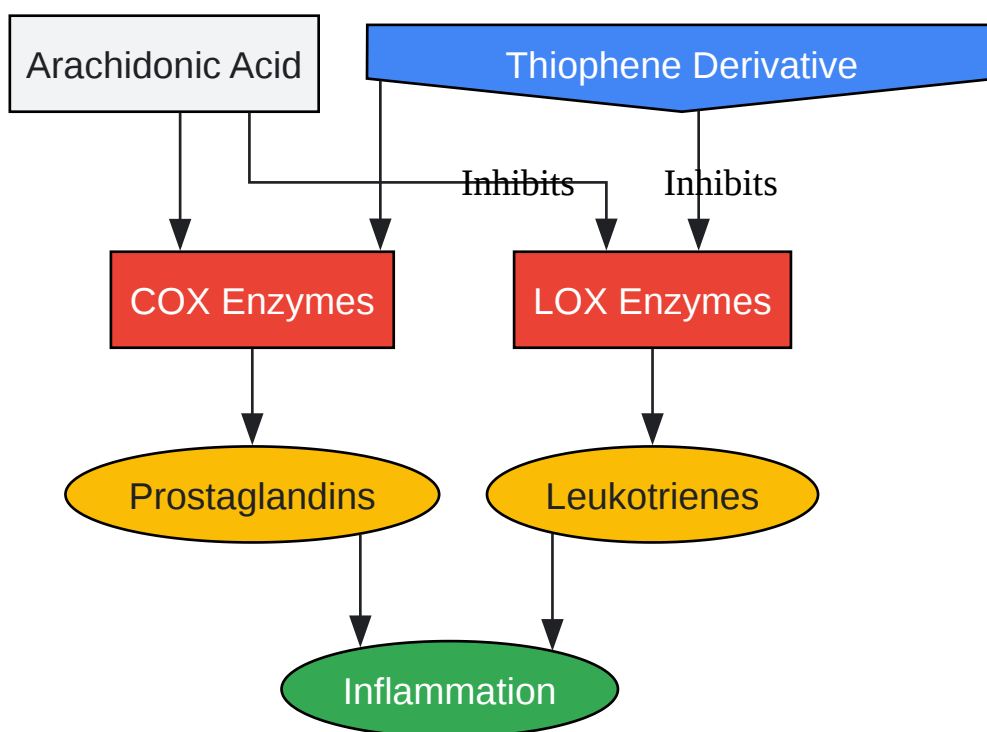 Arachidonic Acid
Thiophene Derivative
Inhibits
Inhibits
COX Enzymes
LOX Enzymes
Prostaglandins
Leukotrienes
Inflammation